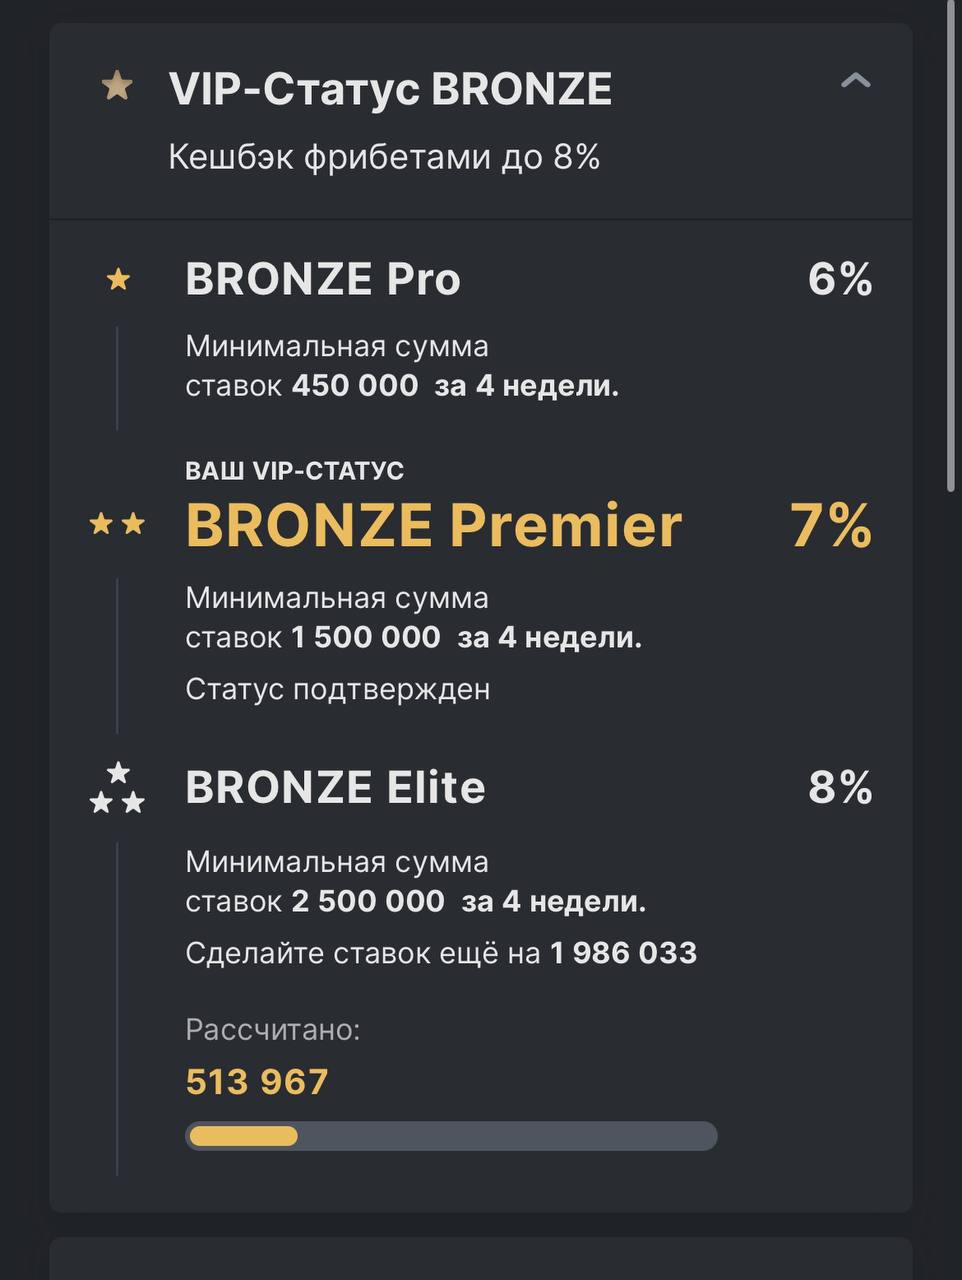 VIP-Статус BRONZE
Кешбэк фрибетами до 8%
BRONZE Pro 6%
Минимальная сумма
ставок 450 000 за 4 недели.
ВАШ VIP-СТАТУС
BRONZE Premier 7%
Минимальная сумма
ставок 1 500 000 за 4 недели.
Статус подтвержден
BRONZE Elite 8%
Минимальная сумма
ставок 2 500 000 за 4 недели.
Сделайте ставок ещё на 1 986 033
Рассчитано:
513 967